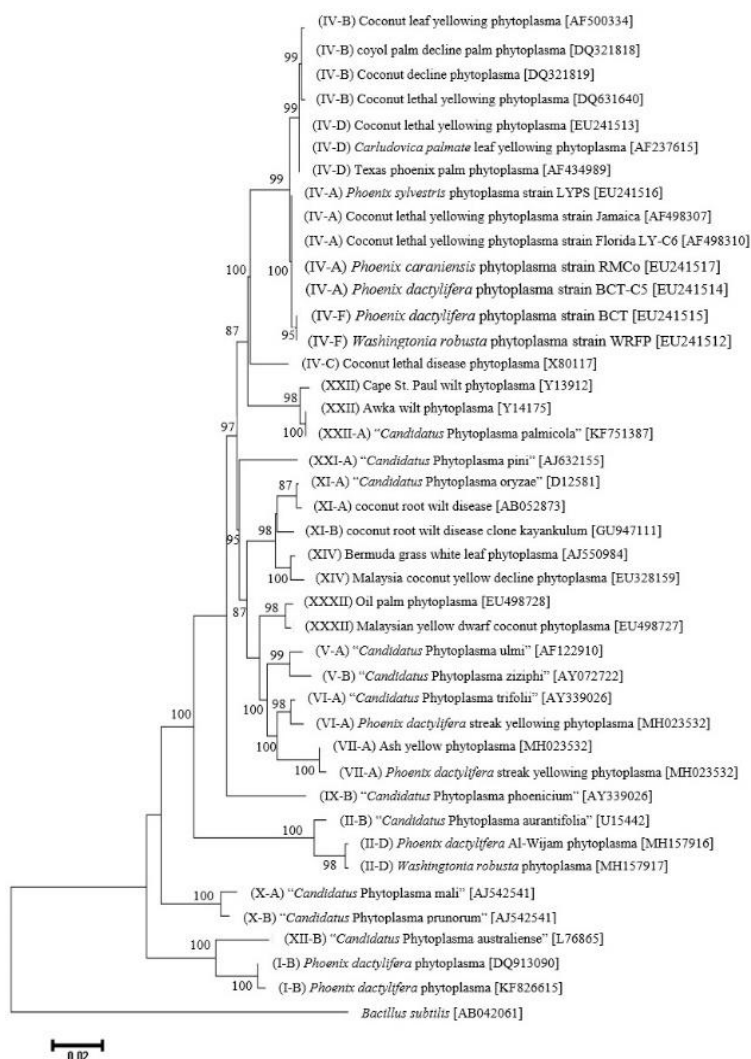 (IV-B) Coconut leaf yellowing phytoplasma [AF500334]
(IV-B) coyol palm decline palm phytoplasma [DQ321818]
99
(IV-B) Coconut decline phytoplasma [DQ321819]
(IV-B) Coconut lethal yellowing phytoplasma [DQ631640]
99
(IV-D) Coconut lethal yellowing phytoplasma [EU241513]
(IV-D) Carludovica palmate leaf yellowing phytoplasma [AF237615]
(IV-D) Texas phoenix palm phytoplasma [AF434989]
99
(IV-A) Phoenix sylvestris phytoplasma strain LYPS [EU241516]
(IV-A) Coconut lethal yellowing phytoplasma strain Jamaica [AF498307]
(IV-A) Coconut lethal yellowing phytoplasma strain Florida LY-C6 [AF498310]
100 100 (IV-A) Phoenix caraniensis phytoplasma strain RMCo [EU241517]
(IV-A) Phoenix dactylifera phytoplasma strain BCT-C5 [EU241514]
(IV-F) Phoenix dactylifera phytoplasma strain BCT [EU241515]
87 95 (IV-F) Washingtonia robusta phytoplasma strain WRFP [EU241512]
(IV-C) Coconut lethal disease phytoplasma [X80117]
(XXII) Cape St. Paul wilt phytoplasma [Y13912]
98
(XXII) Awka wilt phytoplasma [Y14175]
97 100 (XXII-A) “Candidatus Phytoplasma palmicola” [KF751387]
(XXI-A) “Candidatus Phytoplasma pini” [AJ632155]
87 (XI-A) “Candidatus Phytoplasma oryzae” [D12581]
(XI-A) coconut root wilt disease [AB052873]
98 (XI-B) coconut root wilt disease clone kayankulum [GU947111]
95
(XIV) Bermuda grass white leaf phytoplasma [AJ550984]
100 (XIV) Malaysia coconut yellow decline phytoplasma [EU328159]
87 98 (XXXII) Oil palm phytoplasma [EU498728]
(XXXII) Malaysian yellow dwarf coconut phytoplasma [EU498727]
99 (V-A) “Candidatus Phytoplasma ulmi” [AF122910]
(V-B) “Candidatus Phytoplasma ziziphi” [AY072722]
98 (VI-A) “Candidatus Phytoplasma trifolii” [AY339026]
100
100 (VI-A) Phoenix dactylifera streak yellowing phytoplasma [MH023532]
100
(VII-A) Ash yellow phytoplasma [MH023532]
100 (VII-A) Phoenix dactylifera streak yellowing phytoplasma [MH023532]
(IX-B) “Candidatus Phytoplasma phoenicium” [AY339026]
(II-B) “Candidatus Phytoplasma aurantifolia” [U15442]
100
(II-D) Phoenix dactylifera Al-Wijam phytoplasma [MH157916]
98 (II-D) Washingtonia robusta phytoplasma [MH157917]
(X-A) “Candidatus Phytoplasma mali” [AJ542541]
100
(X-B) “Candidatus Phytoplasma prunorum” [AJ542541]
(XII-B) “Candidatus Phytoplasma australiense” [L76865]
100
(I-B) Phoenix dactylifera phytoplasma [DQ913090]
100 (I-B) Phoenix dactylifera phytoplasma [KF826615]
Bacillus subtilis [AB042061]
0.02